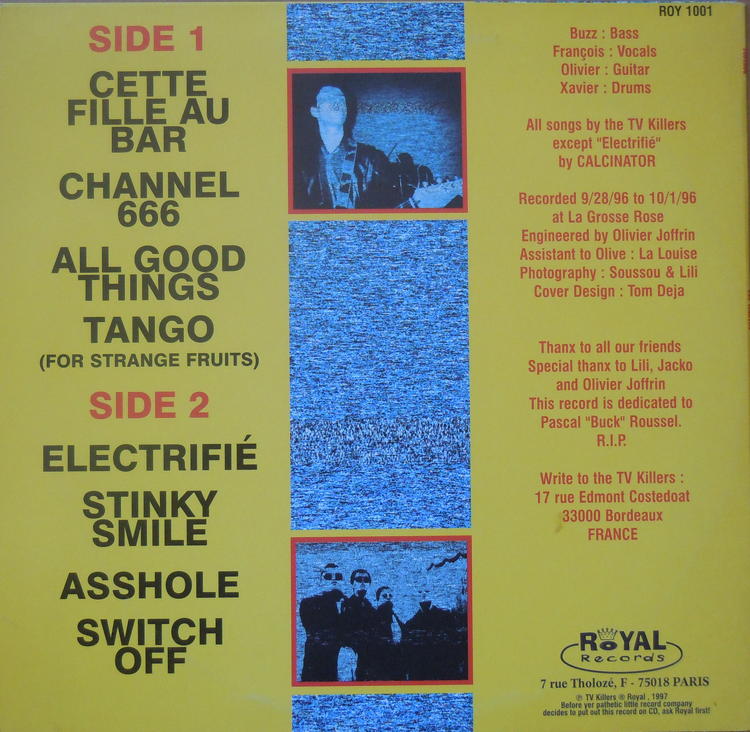 ROY 1001
SIDE 1
CETTE
FILLE AU
BAR
CHANNEL
666
ALL GOOD
THINGS
TANGO
(FOR STRANGE FRUITS)
SIDE 2
ELECTRIFIÉ
STINKY
SMILE
ASSHOLE
SWITCH
OFF
Buzz : Bass
François : Vocals
Olivier : Guitar
Xavier : Drums
All songs by the TV Killers
except "Electrifié"
by CALCINATOR
Recorded 9/28/96 to 10/1/96
at La Grosse Rose
Engineered by Olivier Joffrin
Assistant to Olive : La Louise
Photography : Soussou & Lili
Cover Design : Tom Deja
Thanx to all our friends
Special thanx to Lili, Jacko
and Olivier Joffrin
This record is dedicated to
Pascal "Buck" Roussel.
R.I.P.
Write to the TV Killers :
17 rue Edmont Costedoat
33000 Bordeaux
FRANCE
ROYAL
Records
7 rue Tholozé, F - 75018 PARIS
℗ TV Killers ® Royal , 1997
Before yer pathetic little record company
decides to put out this record on CD, ask Royal first!